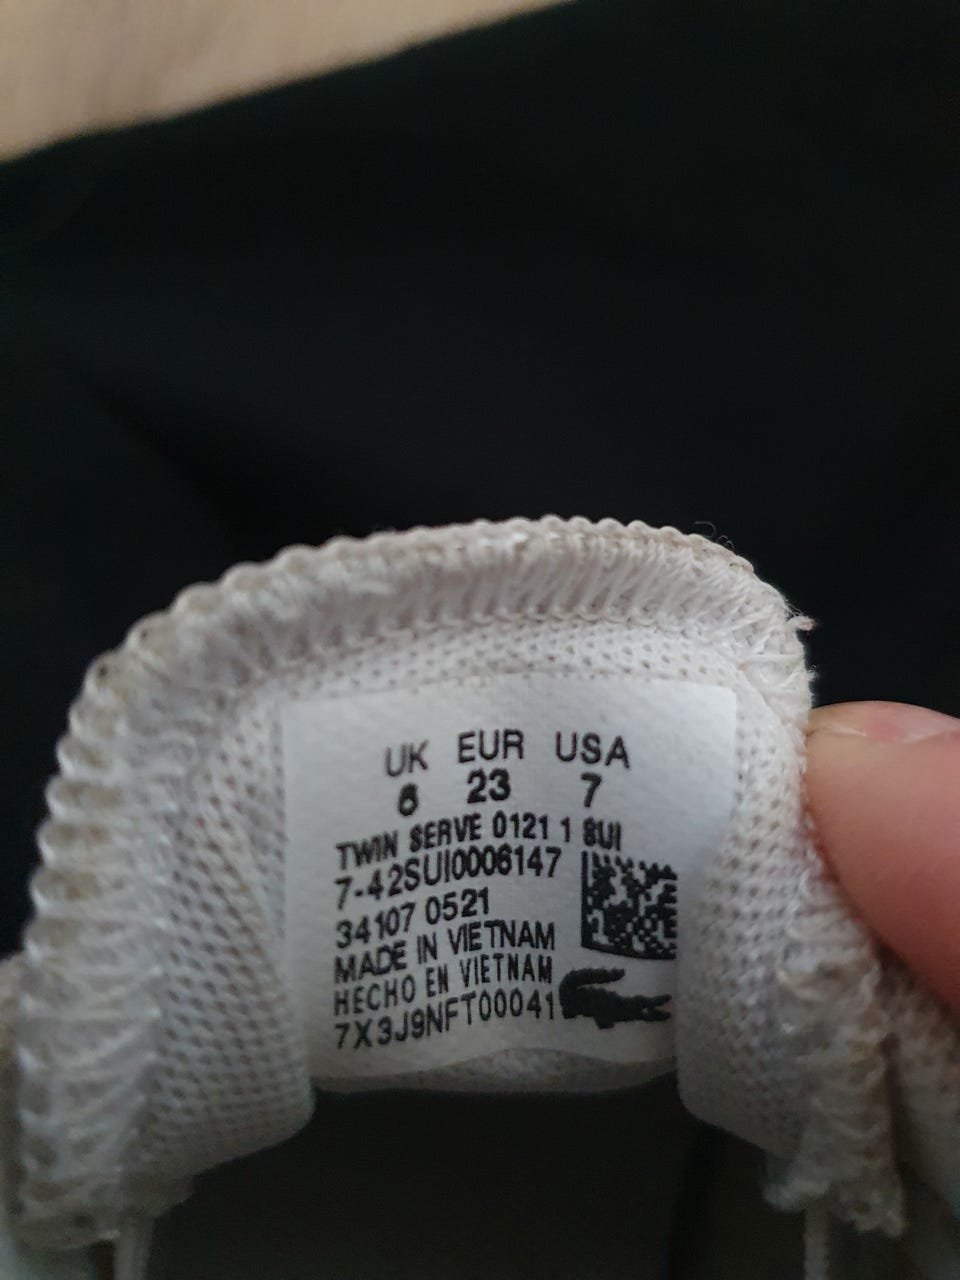 UK EUR USA
6 23 7
TWIN SERVE 0121 1 SUI
7-42SUI0006147
34107 0521
MADE IN VIETNAM
HECHO EN VIETNAM
7X3J9NFT00041